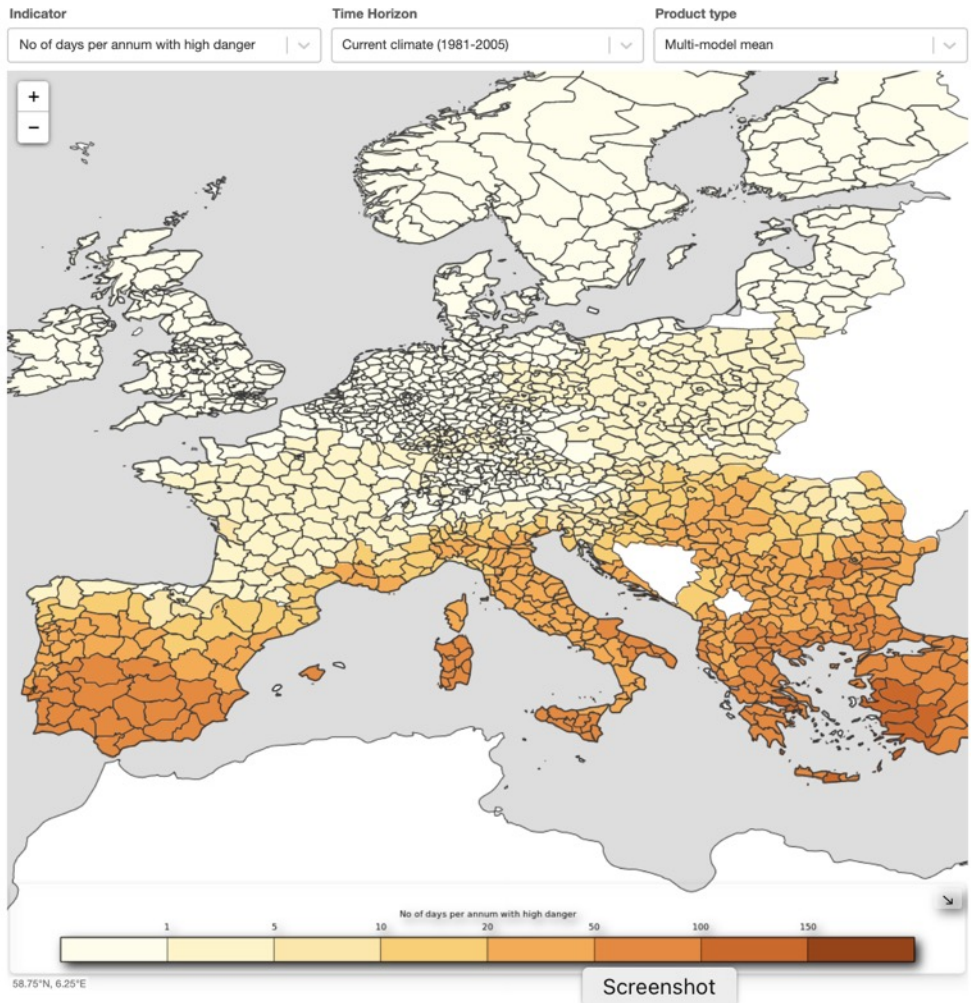 Indicator
Time Horizon
Product type
No of days per annum with high danger
Current climate (1981-2005)
Multi-model mean
+
−
No of days per annum with high danger
1 5 10 20 50 100 150
58.75°N, 6.25°E
Screenshot